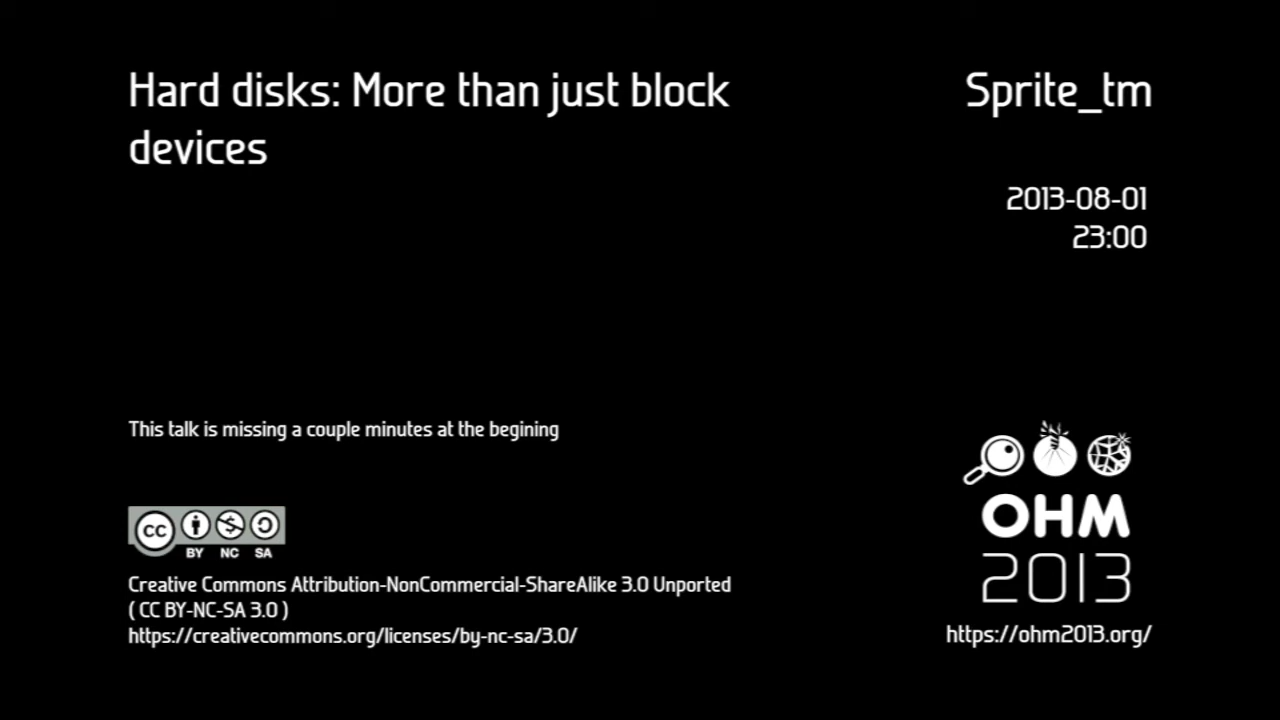 Hard disks: More than just block
devices
Sprite_tm
2013-08-01
23:00
This talk is missing a couple minutes at the begining
cc
BY NC SA
Creative Commons Attribution-NonCommercial-ShareAlike 3.0 Unported
( CC BY-NC-SA 3.0 )
https://creativecommons.org/licenses/by-nc-sa/3.0/
OHM
2013
https://ohm2013.org/